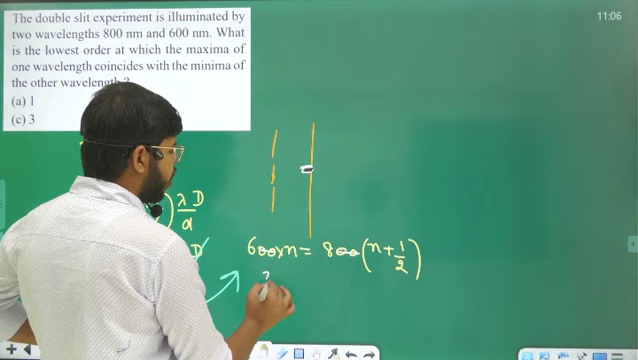 The double slit experiment is illuminated by
two wavelengths 800 nm and 600 nm. What
is the lowest order at which the maxima of
one wavelength coincides with the minima of
the other wavelength ?
(a) 1
(c) 3
11:06
) λD/d
D
600×n = 800(n+1/2)